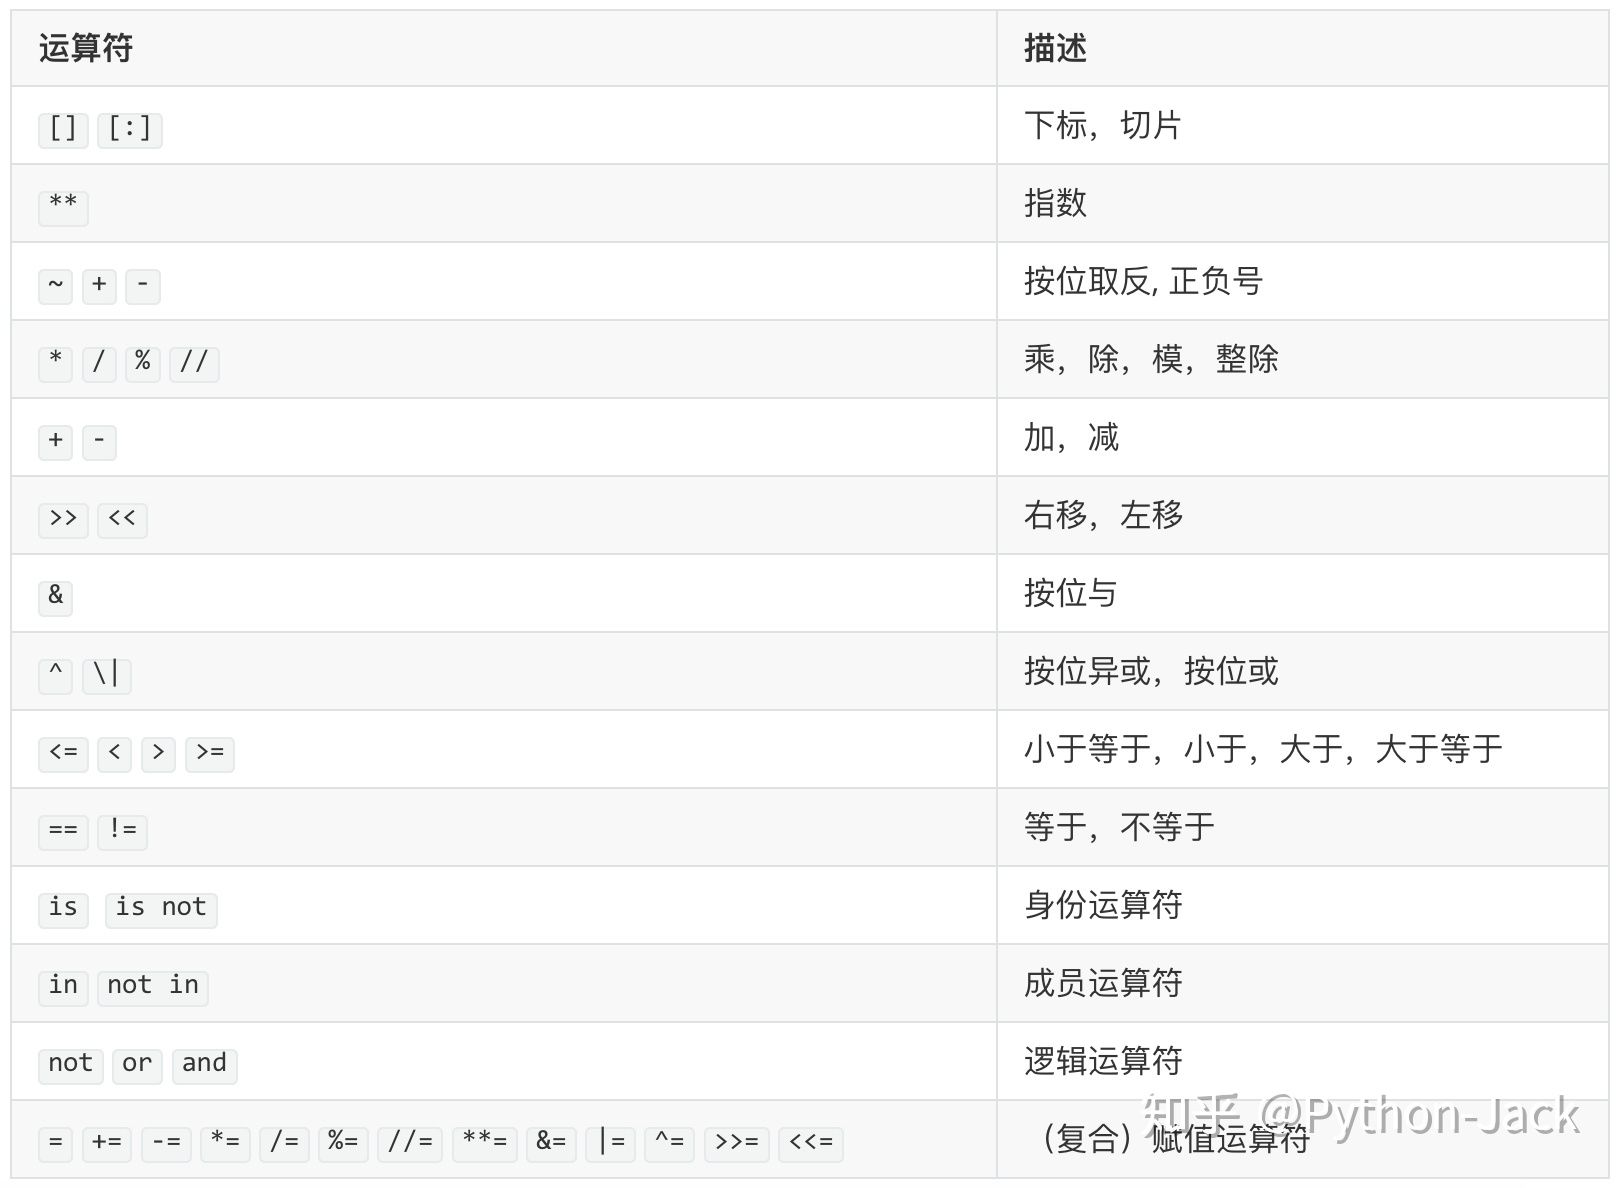 运算符 描述
[] [:] 下标，切片
** 指数
~ + - 按位取反, 正负号
* / % // 乘，除，模，整除
+ - 加，减
>> << 右移，左移
& 按位与
^ \| 按位异或，按位或
<= < > >= 小于等于，小于，大于，大于等于
== != 等于，不等于
is is not 身份运算符
in not in 成员运算符
not or and 逻辑运算符
= += -= *= /= %= //= **= &= |= ^= >>= <<= （复合）赋值运算符
知乎 @Python-Jack